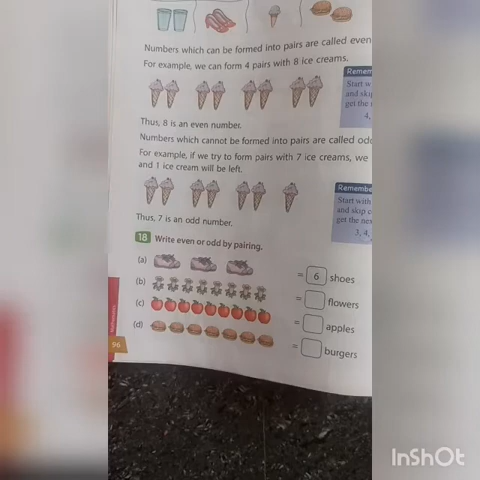 Numbers which can be formed into pairs are called even
For example, we can form 4 pairs with 8 ice creams.
Remem
Start w
and skip
get the
4,
Thus, 8 is an even number.
Numbers which cannot be formed into pairs are called odd
For example, if we try to form pairs with 7 ice creams, we
and 1 ice cream will be left.
Remembe
Start with
and skip c
get the nex
3, 4,
Thus, 7 is an odd number.
18 Write even or odd by pairing.
(a) = 6 shoes
(b) = flowers
(c) = apples
(d) = burgers
96
InShOt